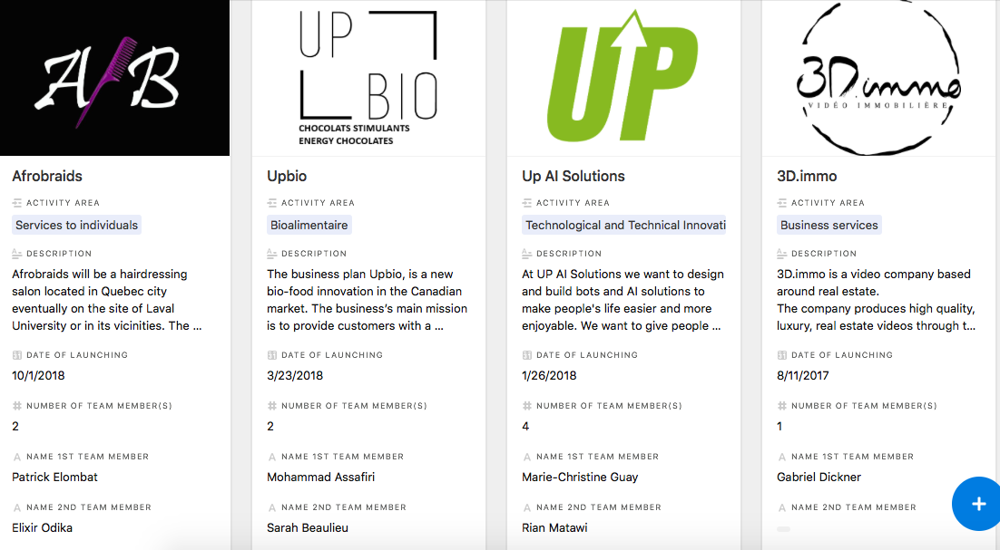 A B
UP
BIO
CHOCOLATS STIMULANTS
ENERGY CHOCOLATES
UP
3D.immo
VIDÉO IMMOBILIÈRE
Afrobraids
ACTIVITY AREA
Services to individuals
DESCRIPTION
Afrobraids will be a hairdressing
salon located in Quebec city
eventually on the site of Laval
University or in its vicinities. The ...
DATE OF LAUNCHING
10/1/2018
NUMBER OF TEAM MEMBER(S)
2
NAME 1ST TEAM MEMBER
Patrick Elombat
NAME 2ND TEAM MEMBER
Elixir Odika
Upbio
ACTIVITY AREA
Bioalimentaire
DESCRIPTION
The business plan Upbio, is a new
bio-food innovation in the Canadian
market. The business’s main mission
is to provide customers with a ...
DATE OF LAUNCHING
3/23/2018
NUMBER OF TEAM MEMBER(S)
2
NAME 1ST TEAM MEMBER
Mohammad Assafiri
NAME 2ND TEAM MEMBER
Sarah Beaulieu
Up AI Solutions
ACTIVITY AREA
Technological and Technical Innovati
DESCRIPTION
At UP AI Solutions we want to design
and build bots and AI solutions to
make people's life easier and more
enjoyable. We want to give people ...
DATE OF LAUNCHING
1/26/2018
NUMBER OF TEAM MEMBER(S)
4
NAME 1ST TEAM MEMBER
Marie-Christine Guay
NAME 2ND TEAM MEMBER
Rian Matawi
3D.immo
ACTIVITY AREA
Business services
DESCRIPTION
3D.immo is a video company based
around real estate.
The company produces high quality,
luxury, real estate videos through t...
DATE OF LAUNCHING
8/11/2017
NUMBER OF TEAM MEMBER(S)
1
NAME 1ST TEAM MEMBER
Gabriel Dickner
NAME 2ND TEAM MEMBER